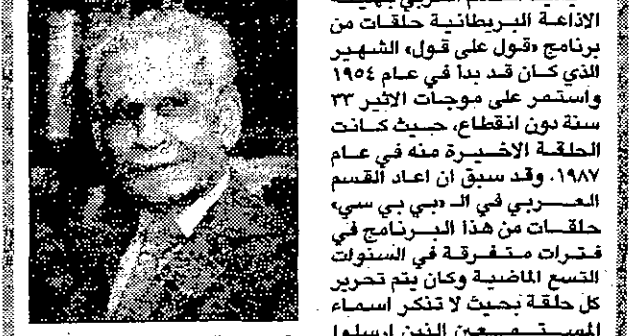 الاذاعة البريطانية حلقات من
برنامج «قول على قول» الشهير
الذي كان قد بدأ في عام ١٩٥٤
واستمر على موجات الاثير ٣٣
سنة دون انقطاع، حيث كانت
الحلقة الاخيرة منه في عام
١٩٨٧. وقد سبق ان اعاد القسم
العربي في الـ «بي بي سي»
حلقات من هذا البرنامج في
فترات متفرقة في السنوات
التسع الماضية وكان يتم تحرير
كل حلقة بحيث لا تذكر اسماء
المستمعين الذين ارسلوا